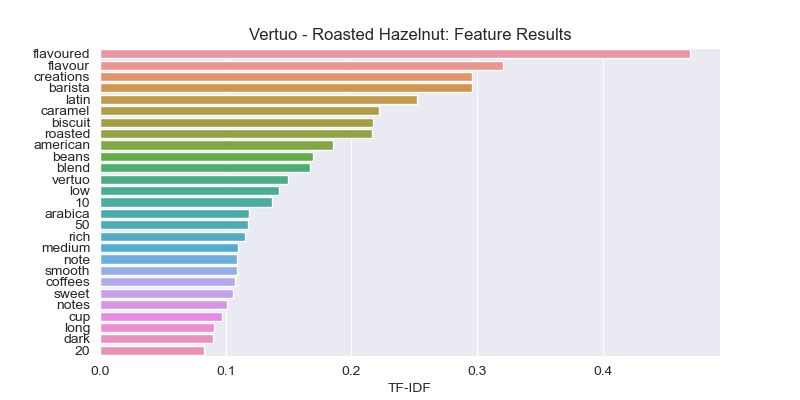 Vertuo - Roasted Hazelnut: Feature Results
flavoured
flavour
creations
barista
latin
caramel
biscuit
roasted
american
beans
blend
vertuo
low
10
arabica
50
rich
medium
note
smooth
coffees
sweet
notes
cup
long
dark
20
0.0 0.1 0.2 0.3 0.4
TF-IDF